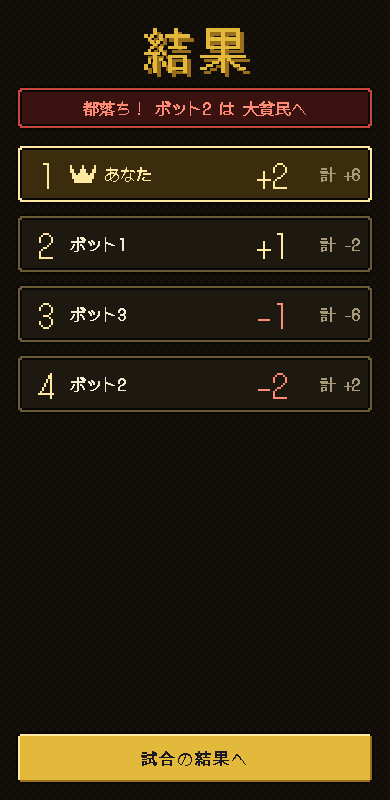 結果
都落ち! ボット2 は 大貧民へ
1 あなた +2 計 +6
2 ボット1 +1 計 -2
3 ボット3 -1 計 -6
4 ボット2 -2 計 +2
試合の結果へ